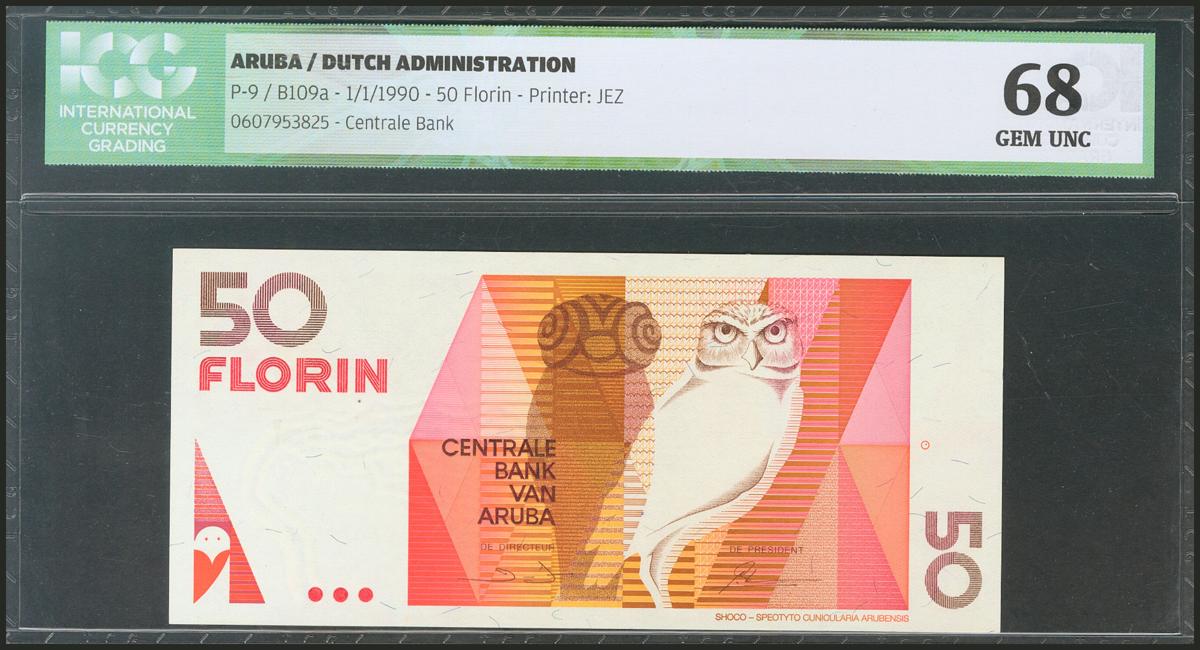 ICG
INTERNATIONAL
CURRENCY
GRADING
ARUBA / DUTCH ADMINISTRATION
P-9 / B109a - 1/1/1990 - 50 Florin - Printer: JEZ
0607953825 - Centrale Bank
68
GEM UNC
50
FLORIN
CENTRALE
BANK
VAN
ARUBA
DE DIRECTEUR
DE PRESIDENT
50
SHOCO – SPEOTYTO CUNICULARIA ARUBENSIS